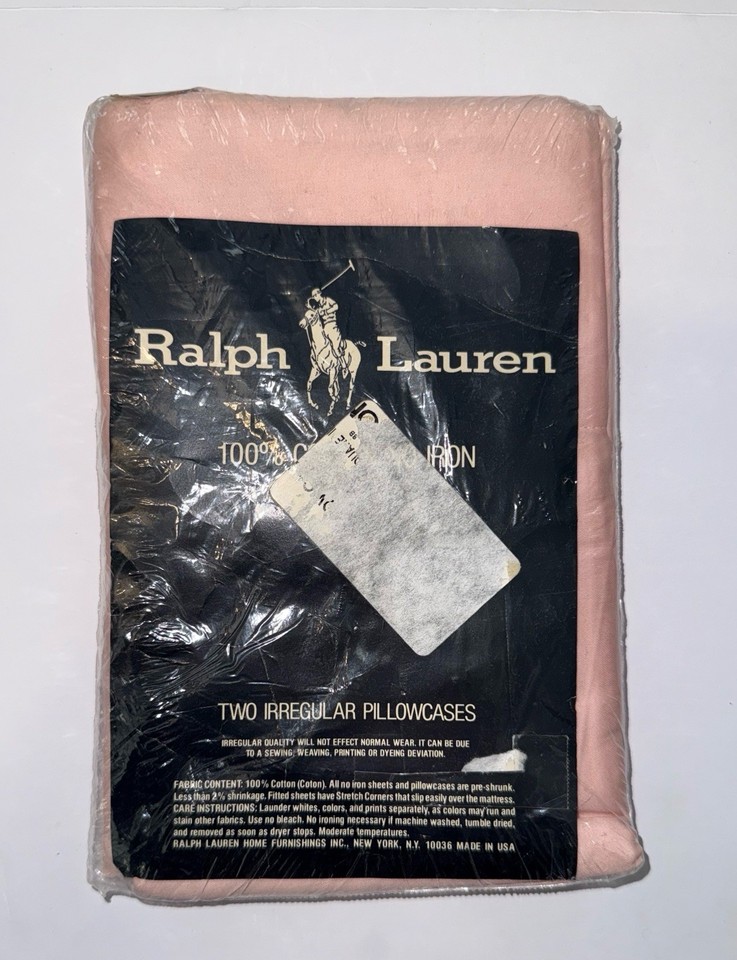 Ralph Lauren
100% IRON
TWO IRREGULAR PILLOWCASES
IRREGULAR QUALITY WILL NOT EFFECT NORMAL WEAR. IT CAN BE DUE
TO A SEWING, WEAVING, PRINTING OR DYEING DEVIATION.
FABRIC CONTENT: 100% Cotton (Coton). All no iron sheets and pillowcases are pre-shrunk.
Less than 2% shrinkage. Fitted sheets have Stretch Corners that slip easily over the mattress.
CARE INSTRUCTIONS: Launder whites, colors, and prints separately, as colors may run and
stain other fabrics. Use no bleach. No ironing necessary if machine washed, tumble dried,
and removed as soon as dryer stops. Moderate temperatures.
RALPH LAUREN HOME FURNISHINGS INC., NEW YORK, N.Y. 10036 MADE IN USA